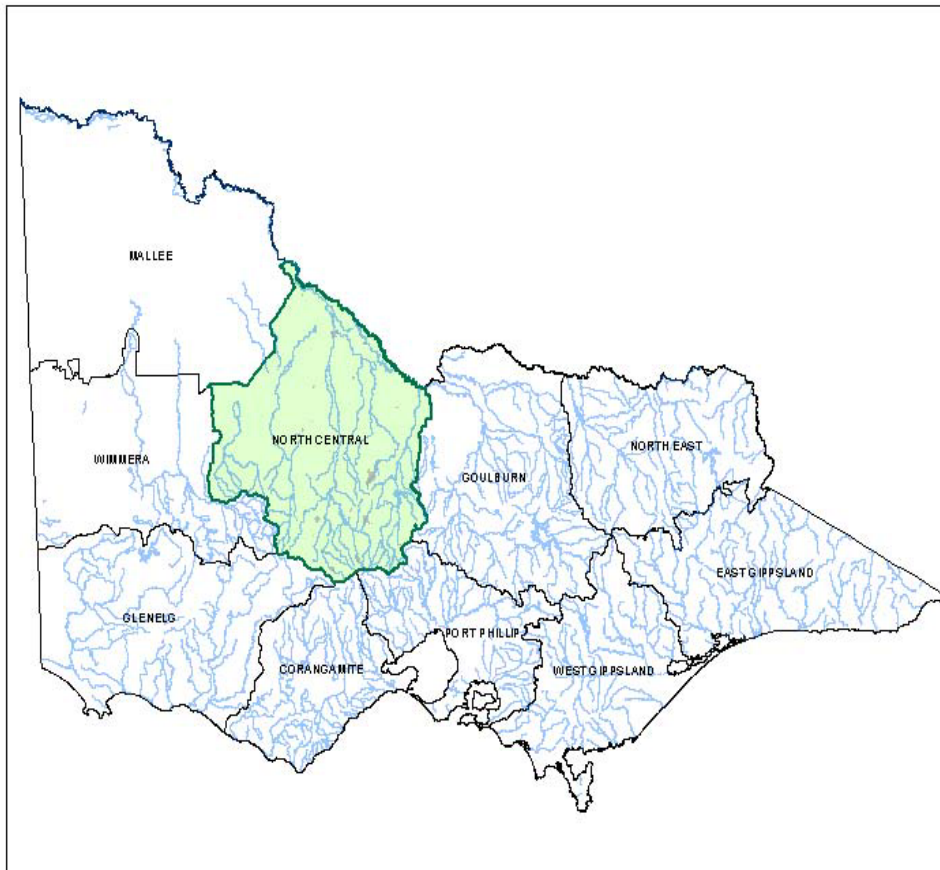 MALLEE
NORTH CENTRAL
WIMMERA
NORTH EAST
GOULBURN
EAST GIPPSLAND
GLENELG
PORT PHILLIP
CORANGAMITE
WEST GIPPSLAND